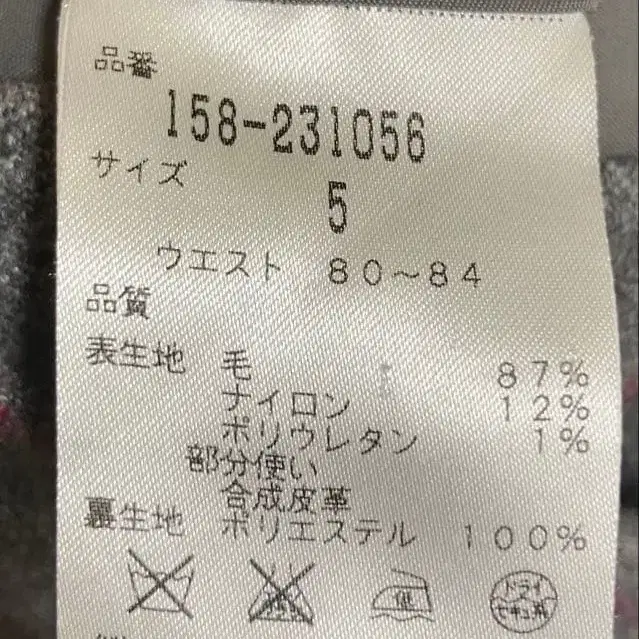 品番
158-231056
サイズ
5
ウエスト 80～84
品質
表生地 毛 87%
ナイロン 12%
ポリウレタン 1%
部分使い
合成皮革
裏生地 ポリエステル 100%
ドライ
セキユ系